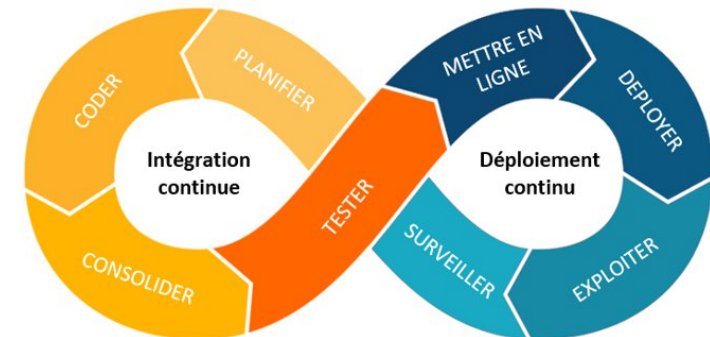 PLANIFIER
CODER
CONSOLIDER
TESTER
METTRE EN
LIGNE
DEPLOYER
EXPLOITER
SURVEILLER
Intégration
continue
Déploiement
continu